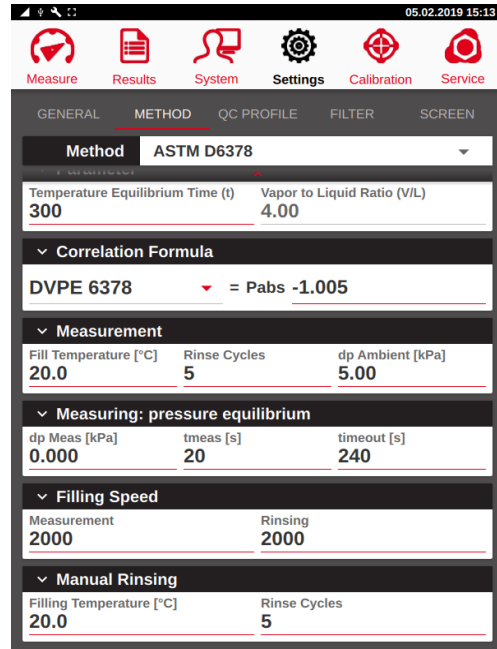 05.02.2019 15:13
Measure Results System Settings Calibration Service
GENERAL METHOD QC PROFILE FILTER SCREEN
Method ASTM D6378
Parameter
Temperature Equilibrium Time (t) Vapor to Liquid Ratio (V/L)
300 4.00
Correlation Formula
DVPE 6378 = Pabs -1.005
Measurement
Fill Temperature [°C] Rinse Cycles dp Ambient [kPa]
20.0 5 5.00
Measuring: pressure equilibrium
dp Meas [kPa] tmeas [s] timeout [s]
0.000 20 240
Filling Speed
Measurement Rinsing
2000 2000
Manual Rinsing
Filling Temperature [°C] Rinse Cycles
20.0 5